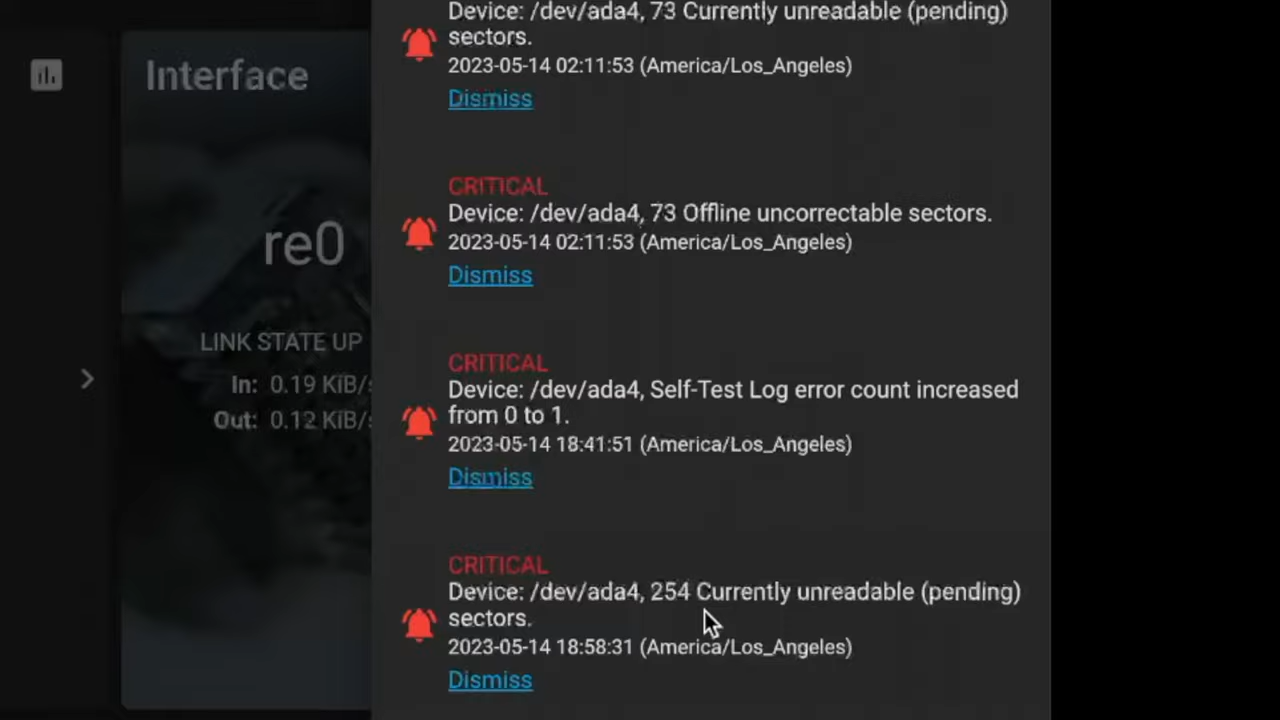 Interface
re0
LINK STATE UP
In: 0.19 KiB/s
Out: 0.12 KiB/s
Device: /dev/ada4, 73 Currently unreadable (pending)
sectors.
2023-05-14 02:11:53 (America/Los_Angeles)
Dismiss
CRITICAL
Device: /dev/ada4, 73 Offline uncorrectable sectors.
2023-05-14 02:11:53 (America/Los_Angeles)
Dismiss
CRITICAL
Device: /dev/ada4, Self-Test Log error count increased
from 0 to 1.
2023-05-14 18:41:51 (America/Los_Angeles)
Dismiss
CRITICAL
Device: /dev/ada4, 254 Currently unreadable (pending)
sectors.
2023-05-14 18:58:31 (America/Los_Angeles)
Dismiss